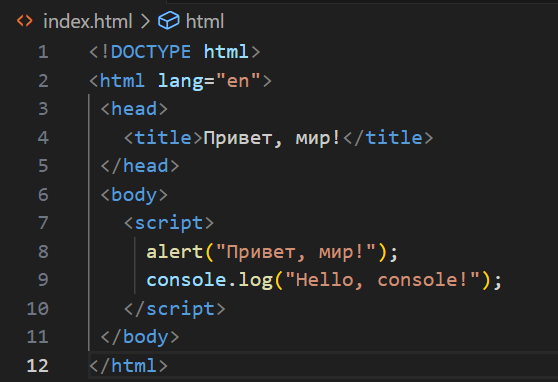 index.html > html
1 <!DOCTYPE html>
2 <html lang="en">
3 <head>
4 <title>Привет, мир!</title>
5 </head>
6 <body>
7 <script>
8 alert("Привет, мир!");
9 console.log("Hello, console!");
10 </script>
11 </body>
12 </html>